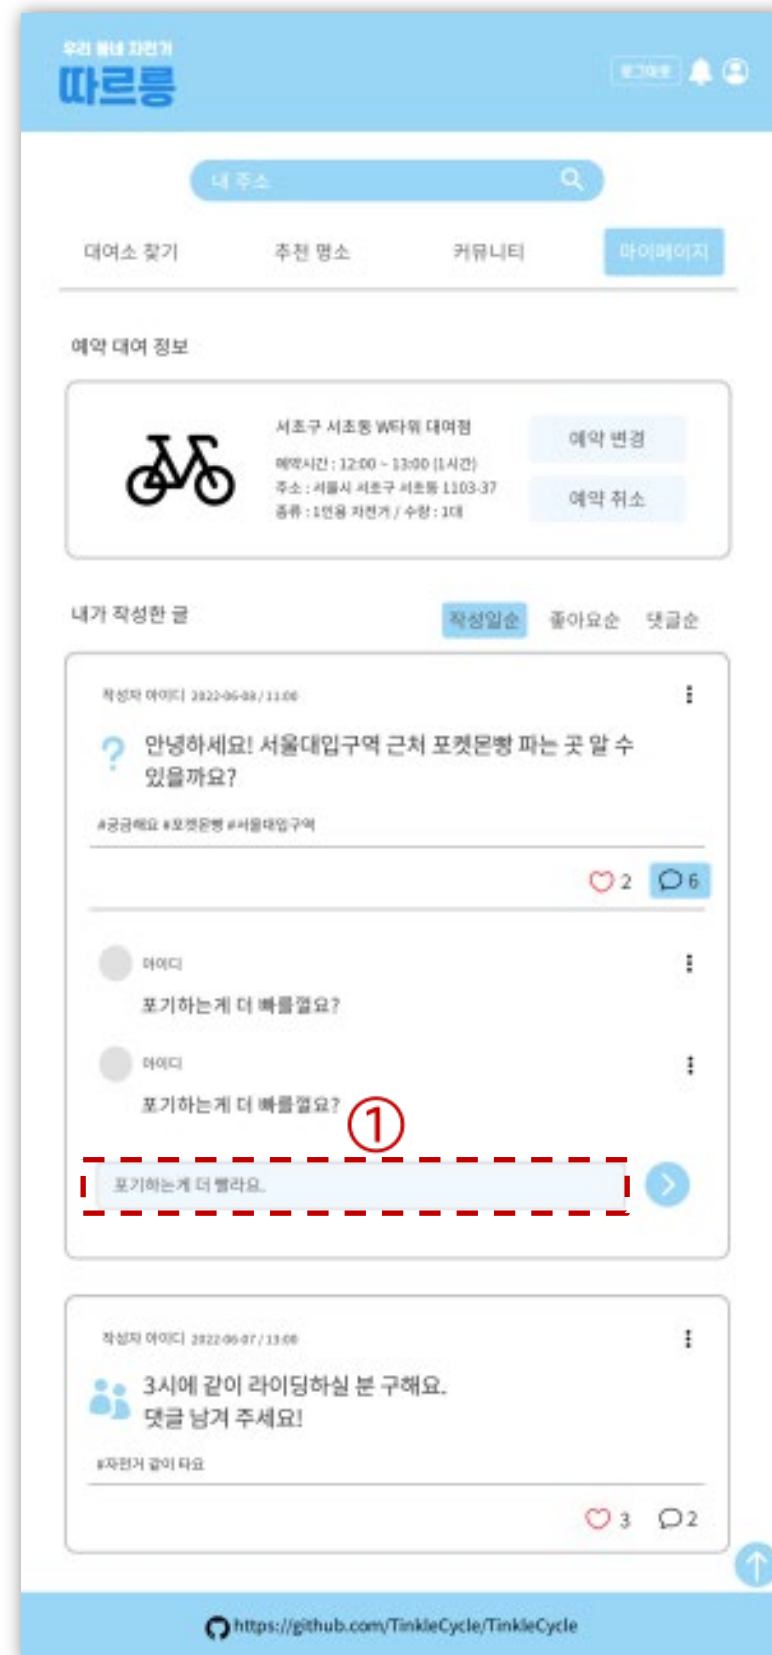 우리 동네 자전거
따르릉
로그아웃
내 주소
대여소 찾기 추천 명소 커뮤니티 마이페이지
예약 대여 정보
서초구 서초동 W타워 대여점
예약시간 : 12:00 ~ 13:00 (1시간)
주소 : 서울시 서초구 서초동 1103-37
종류 : 1인용 자전거 / 수량 : 1대
예약 변경
예약 취소
내가 작성한 글
작성일순 좋아요순 댓글순
작성자 아이디 2022-06-08 / 11:00
안녕하세요! 서울대입구역 근처 포켓몬빵 파는 곳 알 수
있을까요?
#궁금해요 #포켓몬빵 #서울대입구역
2 6
아이디
포기하는게 더 빠를껄요?
아이디
포기하는게 더 빠를껄요?
①
포기하는게 더 빨라요.
작성자 아이디 2022-06-07 / 13:00
3시에 같이 라이딩하실 분 구해요.
댓글 남겨 주세요!
#자전거 같이 타요
3 2
https://github.com/TinkleCycle/TinkleCycle